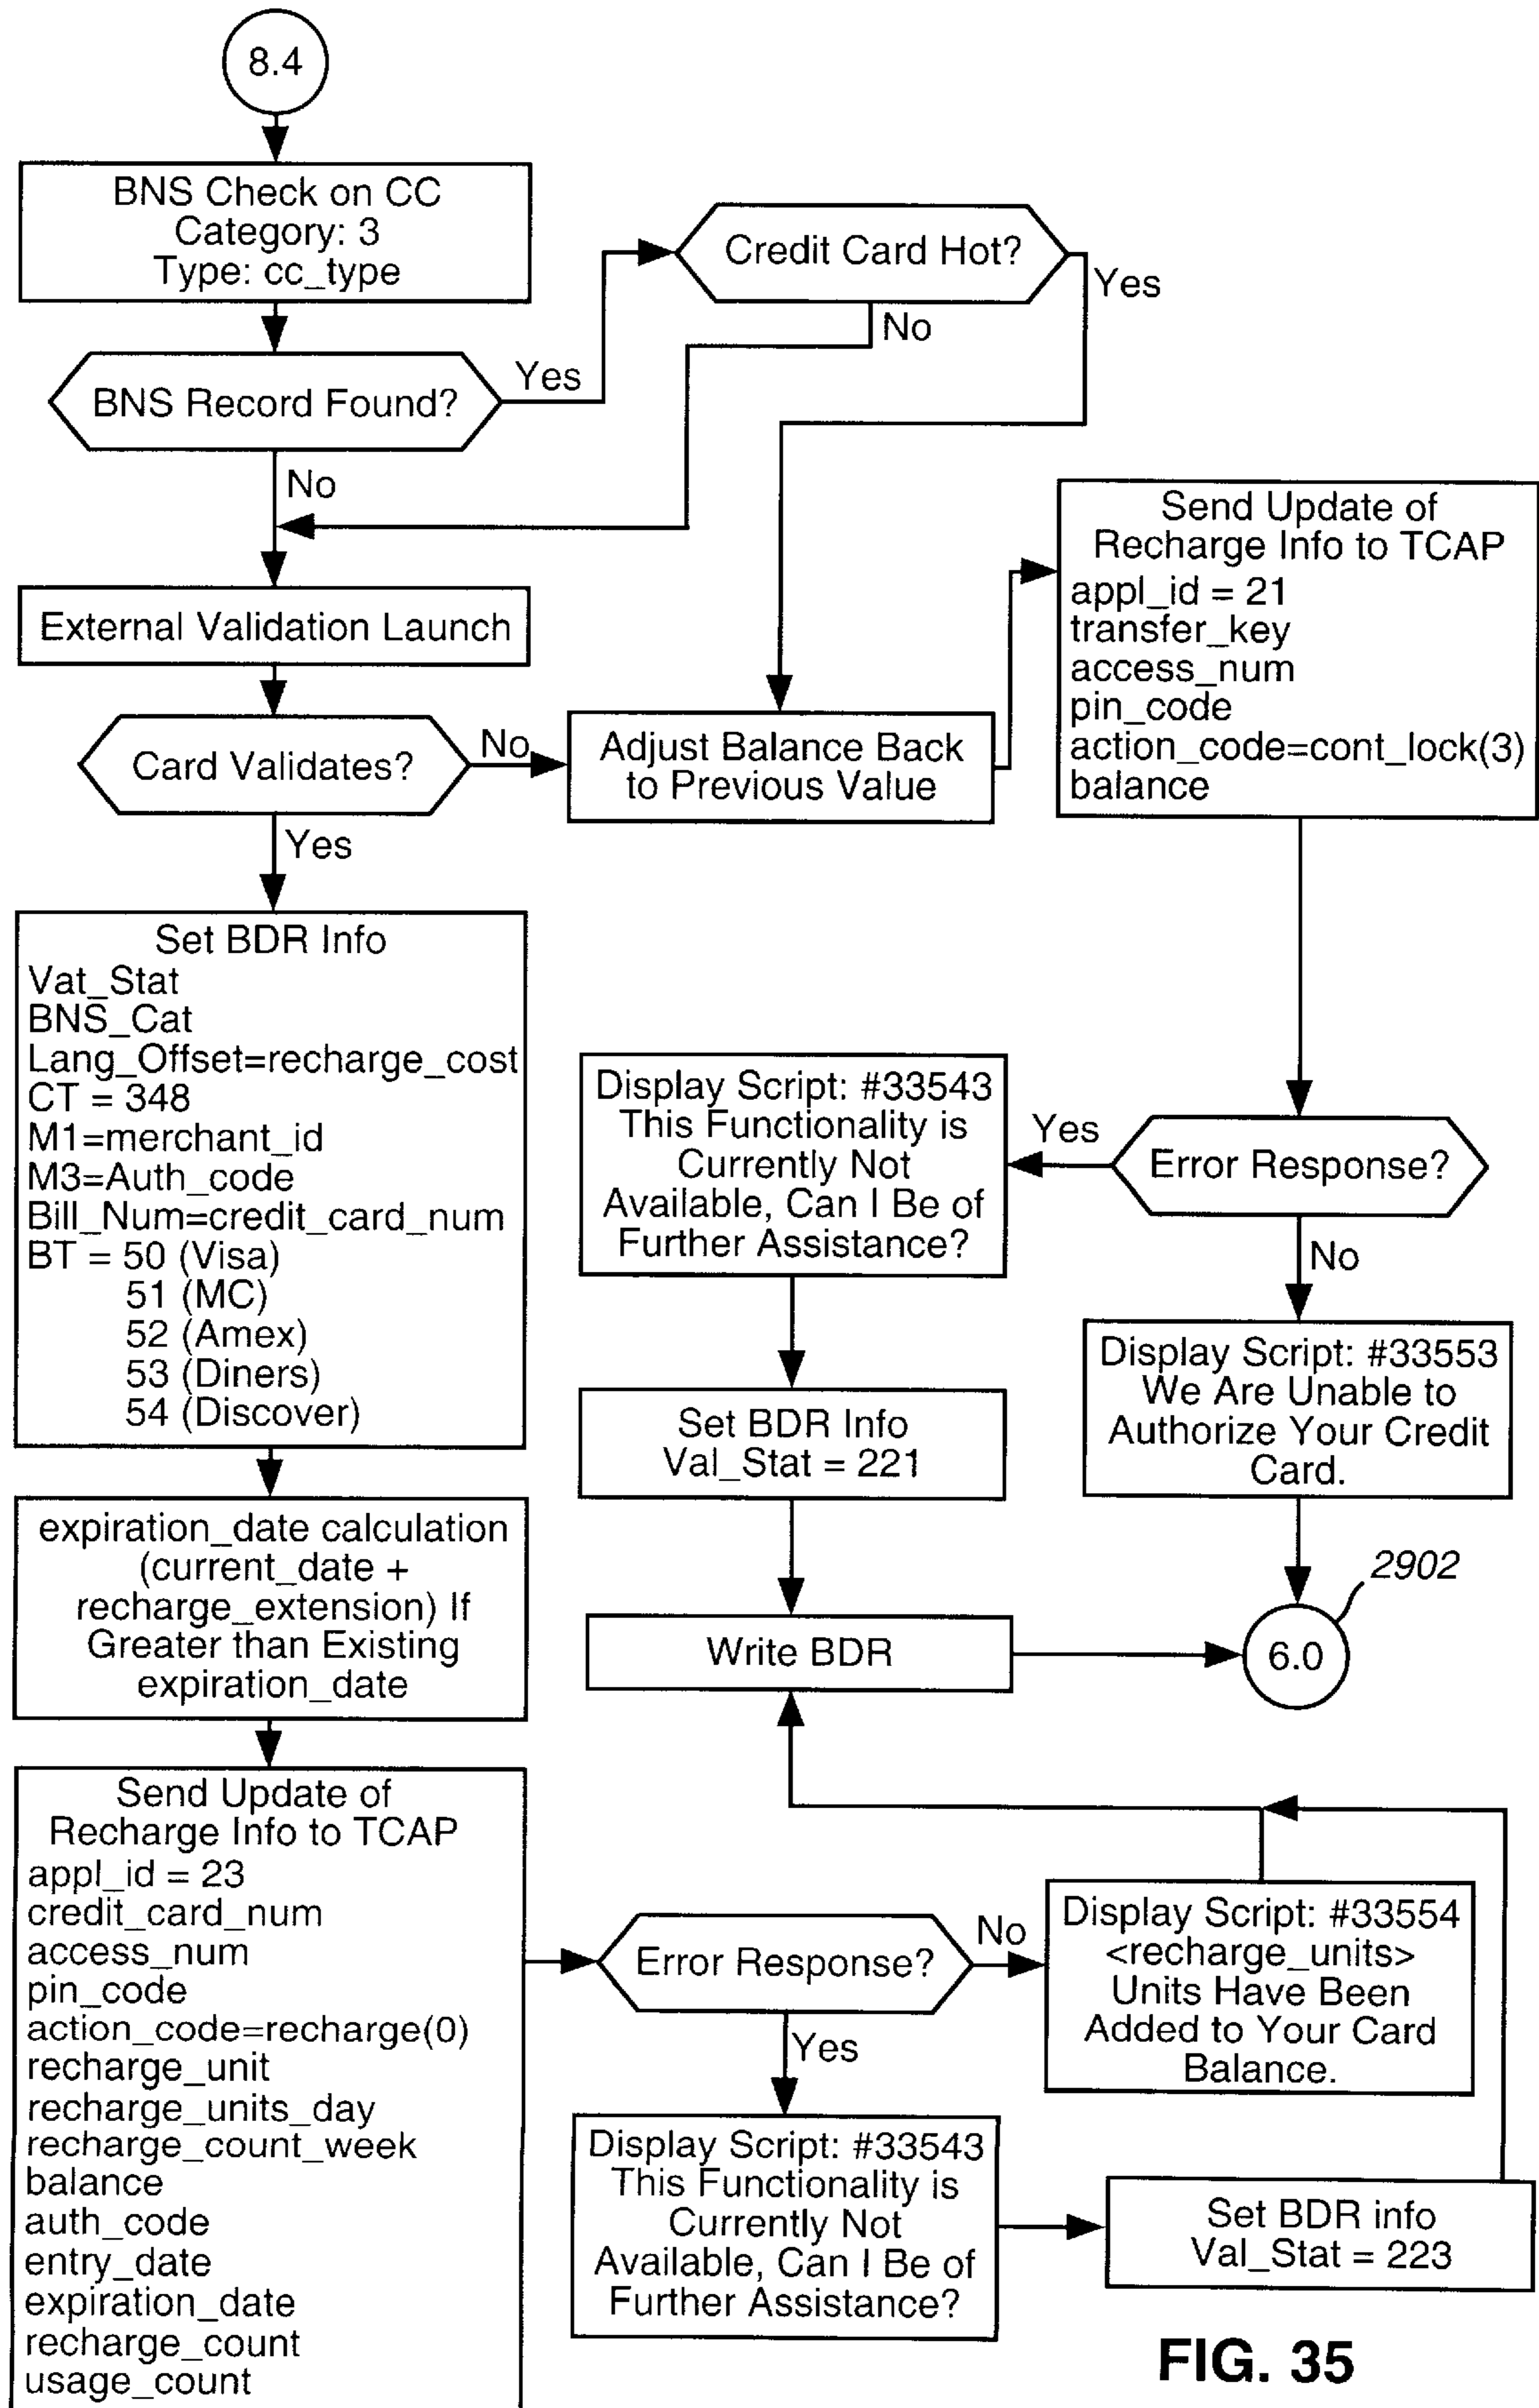 8.4
BNS Check on CC
Category: 3
Type: cc_type
Credit Card Hot?
Yes
No
BNS Record Found?
Yes
No
External Validation Launch
Card Validates?
No
Yes
Adjust Balance Back
to Previous Value
Send Update of
Recharge Info to TCAP
appl_id = 21
transfer_key
access_num
pin_code
action_code=cont_lock(3)
balance
Set BDR Info
Vat_Stat
BNS_Cat
Lang_Offset=recharge_cost
CT = 348
M1=merchant_id
M3=Auth_code
Bill_Num=credit_card_num
BT = 50 (Visa)
51 (MC)
52 (Amex)
53 (Diners)
54 (Discover)
Display Script: #33543
This Functionality is
Currently Not
Available, Can I Be of
Further Assistance?
Yes
Error Response?
No
Display Script: #33553
We Are Unable to
Authorize Your Credit
Card.
Set BDR Info
Val_Stat = 221
expiration_date calculation
(current_date +
recharge_extension) If
Greater than Existing
expiration_date
Write BDR
2902
6.0
Send Update of
Recharge Info to TCAP
appl_id = 23
credit_card_num
access_num
pin_code
action_code=recharge(0)
recharge_unit
recharge_units_day
recharge_count_week
balance
auth_code
entry_date
expiration_date
recharge_count
usage_count
Error Response?
No
Yes
Display Script: #33554
<recharge_units>
Units Have Been
Added to Your Card
Balance.
Display Script: #33543
This Functionality is
Currently Not
Available, Can I Be of
Further Assistance?
Set BDR info
Val_Stat = 223
FIG. 35